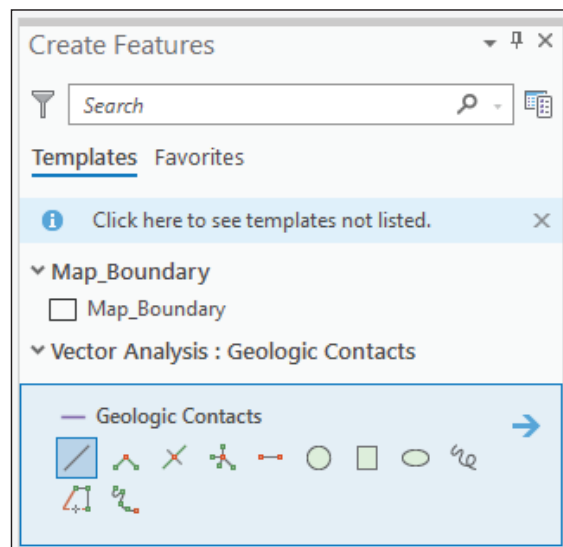 Create Features
Search
Templates Favorites
Click here to see templates not listed.
Map_Boundary
Map_Boundary
Vector Analysis : Geologic Contacts
Geologic Contacts